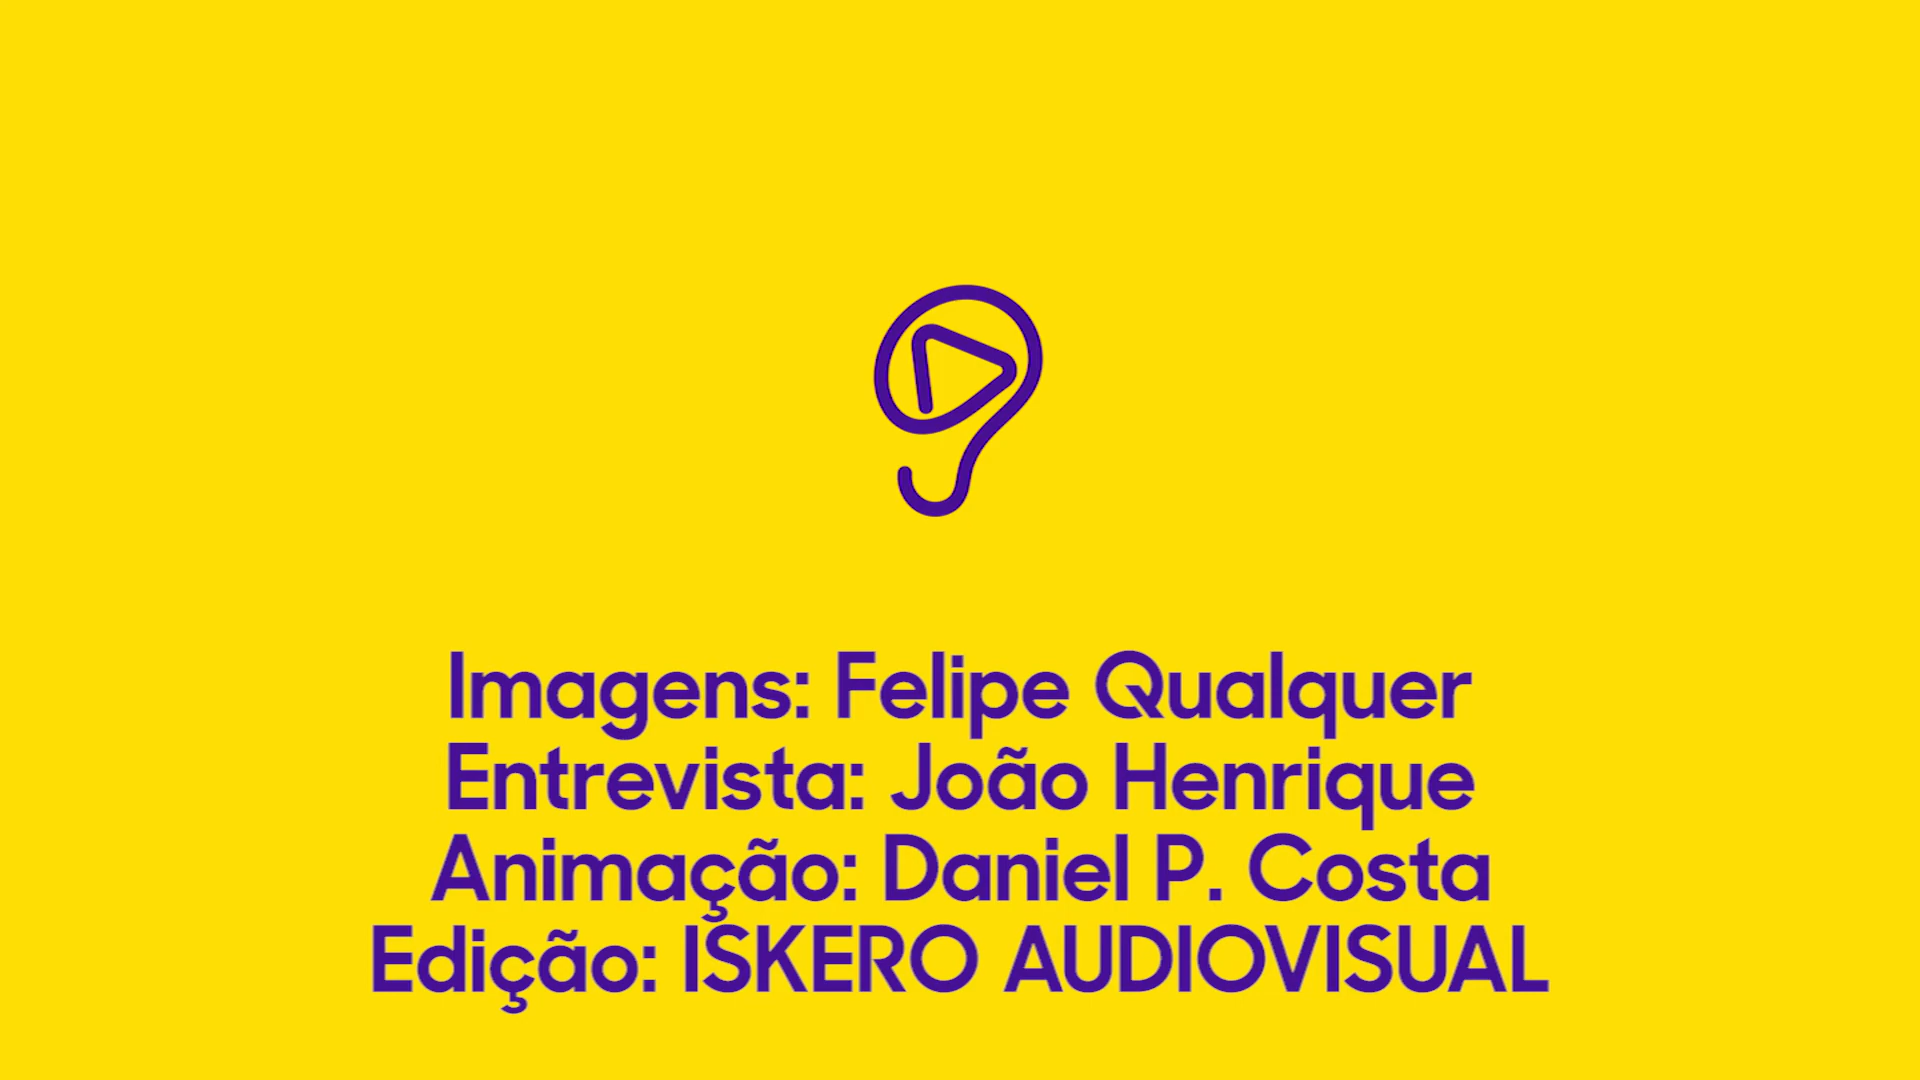 Imagens: Felipe Qualquer
Entrevista: João Henrique
Animação: Daniel P. Costa
Edição: ISKERO AUDIOVISUAL